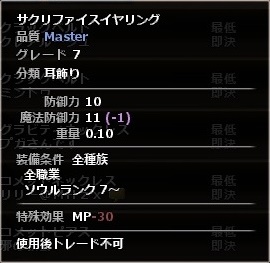 サクリファイスイヤリング
品質 Master
グレード 7
分類 耳飾り
防御力 10
魔法防御力 11 (-1)
重量 0.10
装備条件 全種族
全職業
ソウルランク 7～
特殊効果 MP-30
使用後トレード不可